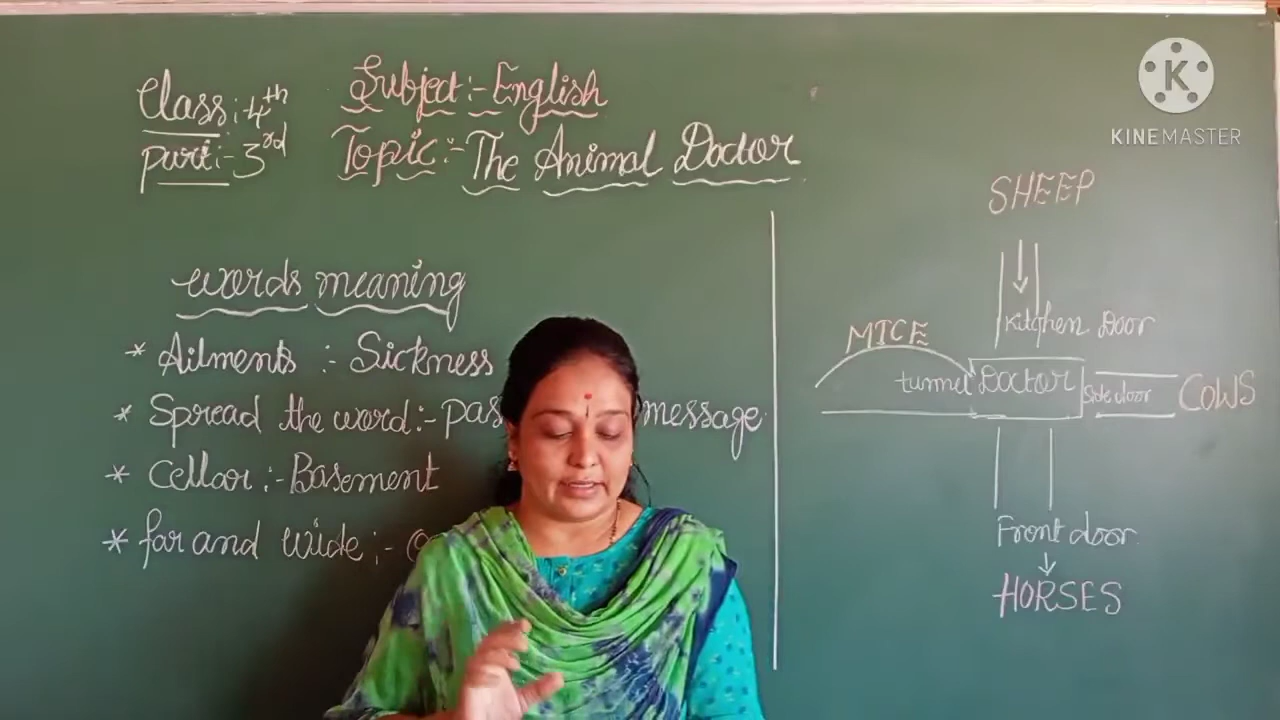 Class:4th
Part:-3rd
Subject:-English
Topic:-The Animal Doctor
words meaning
* Ailments :- Sickness
* Spread the word:- message
* Cellar:-Basement
* far and wide:-
SHEEP
Kitchen Door
MICE
tunnel
Doctor
Side door
COWS
Front door
HORSES
K
KINEMASTER